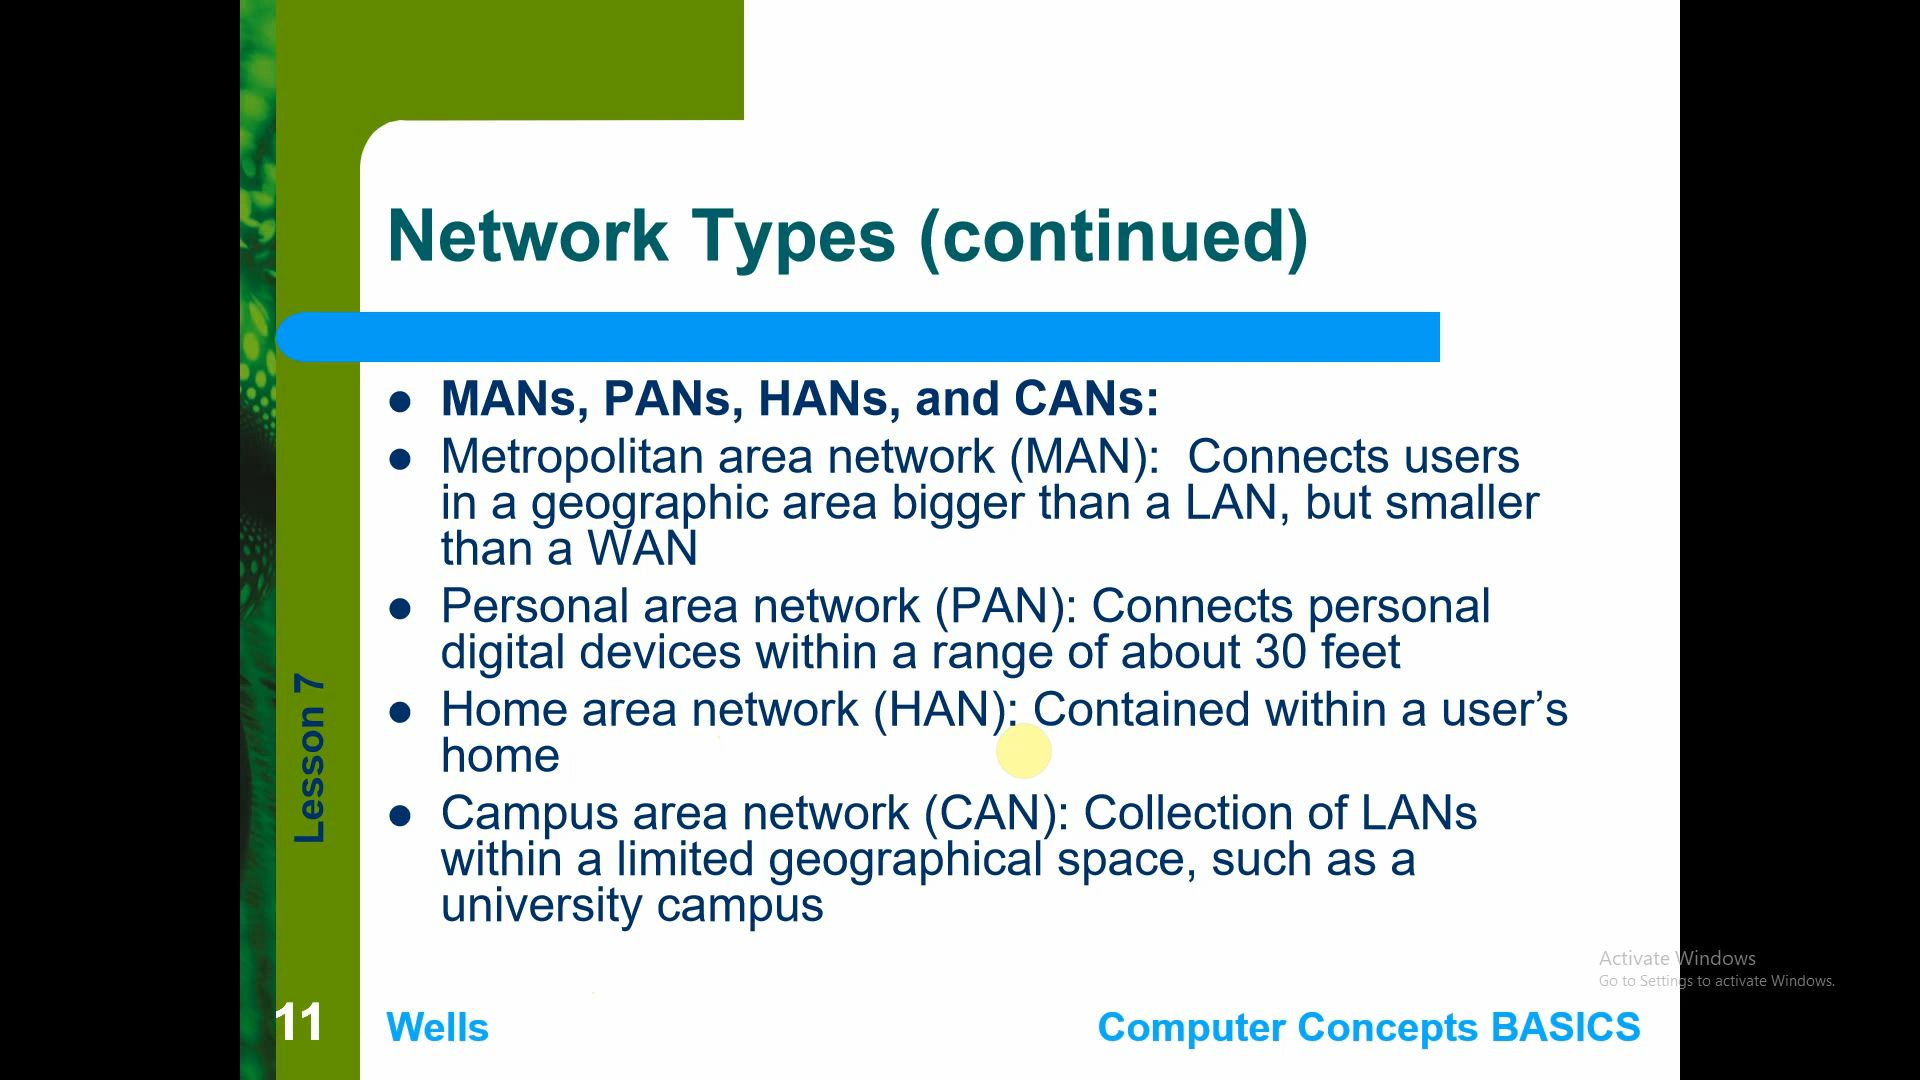 Network Types (continued)
● MANs, PANs, HANs, and CANs:
● Metropolitan area network (MAN):  Connects users
in a geographic area bigger than a LAN, but smaller
than a WAN
● Personal area network (PAN): Connects personal
digital devices within a range of about 30 feet
● Home area network (HAN): Contained within a user’s
home
● Campus area network (CAN): Collection of LANs
within a limited geographical space, such as a
university campus
Lesson 7
Activate Windows
Go to Settings to activate Windows.
11
Wells
Computer Concepts BASICS